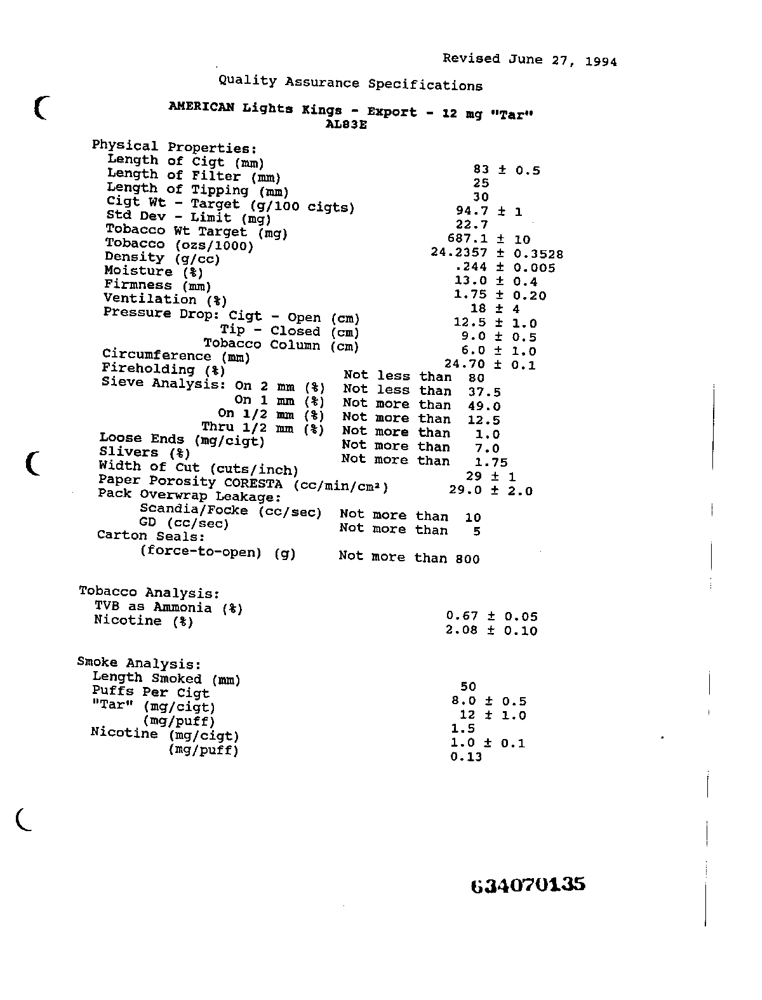 Revised June 27, 1994
Quality Assurance Specifications
AMERICAN Lights Kings - Export - 12 mg "Tar"
AL83E
Physical Properties:
Length of Cigt (mm) 83 ± 0.5
Length of Filter (mm) 25
Length of Tipping (mm) 30
Cigt Wt - Target (g/100 cigts) 94.7 ± 1
Std Dev - Limit (mg) 22.7
Tobacco Wt Target (mg) 687.1 ± 10
Tobacco (ozs/1000) 24.2357 ± 0.3528
Density (g/cc) .244 ± 0.005
Moisture (%) 13.0 ± 0.4
Firmness (mm) 1.75 ± 0.20
Ventilation (%) 18 ± 4
Pressure Drop: Cigt - Open (cm) 12.5 ± 1.0
Tip - Closed (cm) 9.0 ± 0.5
Tobacco Column (cm) 6.0 ± 1.0
Circumference (mm) 24.70 ± 0.1
Fireholding (%) Not less than 80
Sieve Analysis: On 2 mm (%) Not less than 37.5
On 1 mm (%) Not more than 49.0
On 1/2 mm (%) Not more than 12.5
Thru 1/2 mm (%) Not more than 1.0
Loose Ends (mg/cigt) Not more than 7.0
Slivers (%) Not more than 1.75
Width of Cut (cuts/inch) 29 ± 1
Paper Porosity CORESTA (cc/min/cm²) 29.0 ± 2.0
Pack Overwrap Leakage:
Scandia/Focke (cc/sec) Not more than 10
GD (cc/sec) Not more than 5
Carton Seals:
(force-to-open) (g) Not more than 800
Tobacco Analysis:
TVB as Ammonia (%) 0.67 ± 0.05
Nicotine (%) 2.08 ± 0.10
Smoke Analysis:
Length Smoked (mm) 50
Puffs Per Cigt 8.0 ± 0.5
"Tar" (mg/cigt) 12 ± 1.0
(mg/puff) 1.5
Nicotine (mg/cigt) 1.0 ± 0.1
(mg/puff) 0.13
634070135